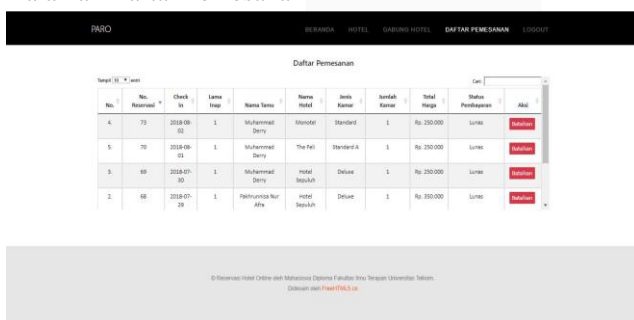 PARO BERANDA HOTEL GABUNG HOTEL DAFTAR PEMESANAN LOGOUT
Daftar Pemesanan
Tampil 10 entri Cari:
No. No. Reservasi Check in Lama Inap Nama Tamu Nama Hotel Jenis Kamar Jumlah Kamar Total Harga Status Pembayaran Aksi
4. 73 2018-08-02 1 Muhammad Derry Monotel Standard 1 Rp. 250.000 Lunas Batalkan
5. 70 2018-08-01 1 Muhammad Derry The Fell Standard A 1 Rp. 250.000 Lunas Batalkan
3. 69 2018-07-30 1 Muhammad Derry Hotel Sepuluh Deluxe 1 Rp. 350.000 Lunas Batalkan
2. 68 2018-07-29 1 Fakhrunnisa Nur Afra Hotel Sepuluh Deluxe 1 Rp. 350.000 Lunas Batalkan
© Reservasi Hotel Online oleh Mahasiswa Diploma Fakultas Ilmu Terapan Universitas Telkom.
Didesain oleh FreeHTML5.co